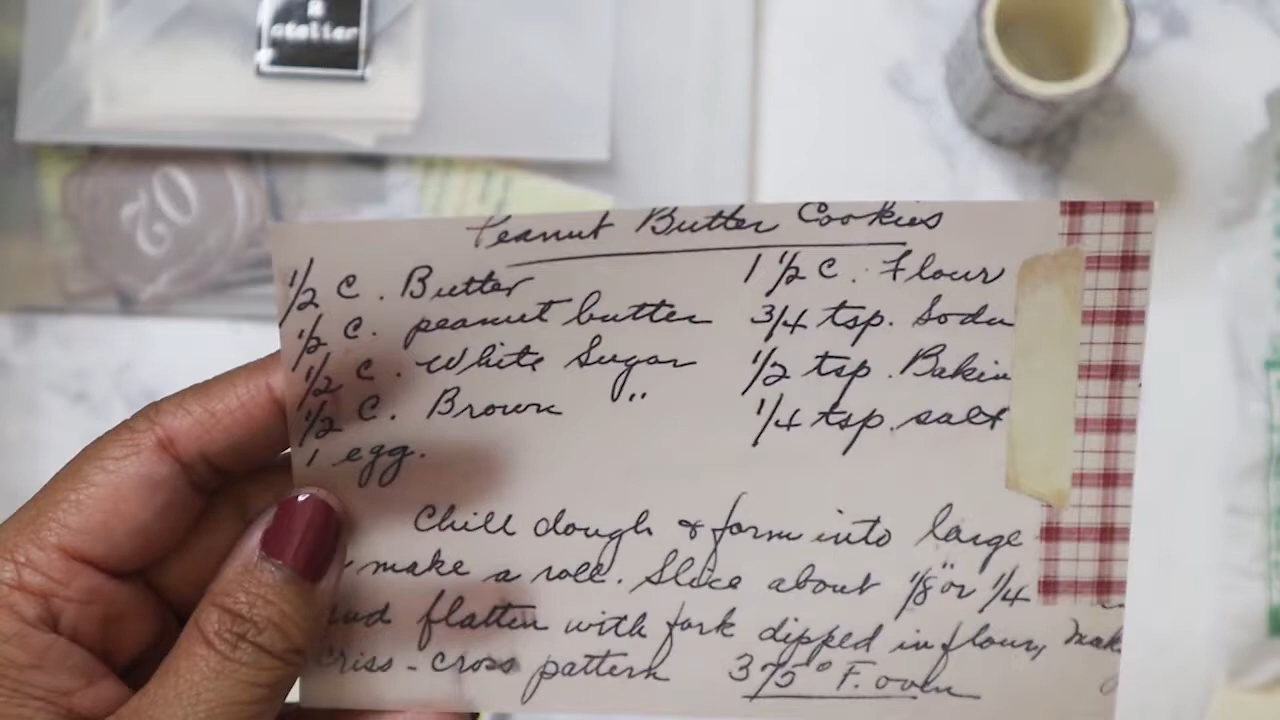 atelier
02
Peanut Butter Cookies
1/2 C. Butter
1/2 C. peanut butter
1/2 C. White Sugar
1/2 C. Brown "
1 egg.
1 1/2 C. Flour
3/4 tsp. Soda
1/2 tsp. Bakin
1/4 tsp. salt
Chill dough & form into large
make a roll. Slice about 1/8" or 1/4
and flatten with fork dipped in flour, mak
criss-cross pattern 375° F. oven